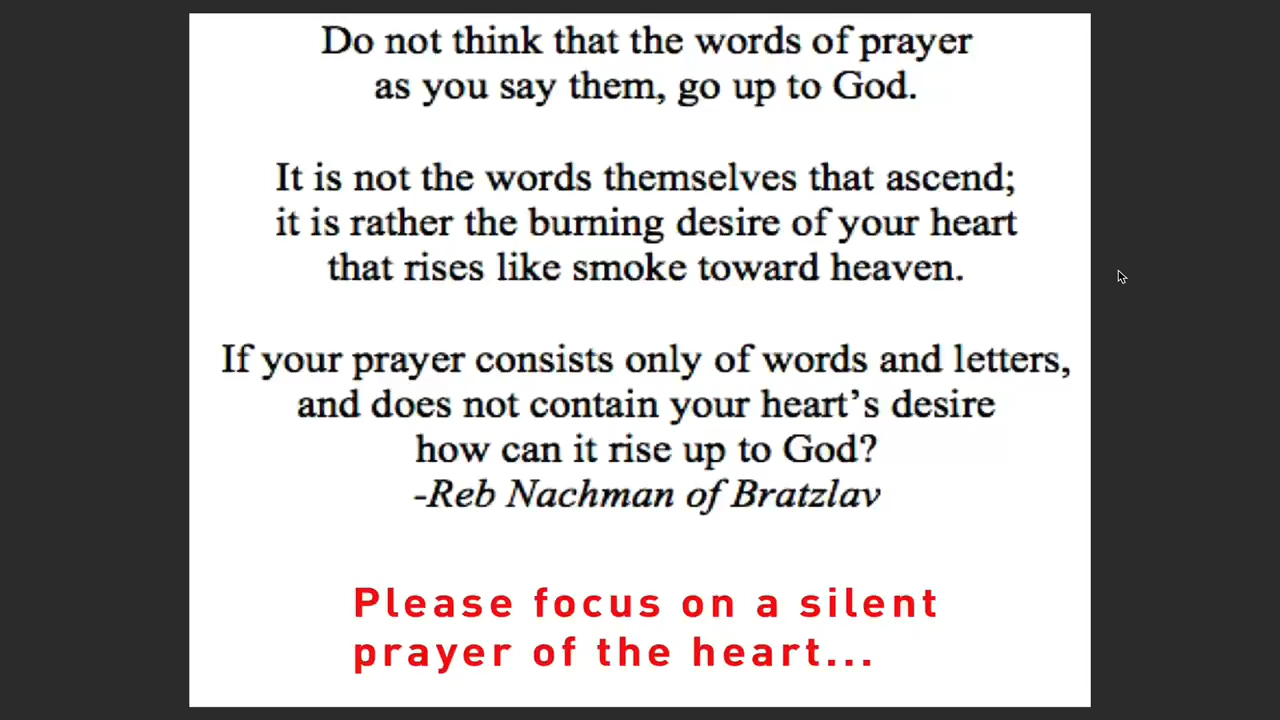 Do not think that the words of prayer
as you say them, go up to God.
It is not the words themselves that ascend;
it is rather the burning desire of your heart
that rises like smoke toward heaven.
If your prayer consists only of words and letters,
and does not contain your heart’s desire
how can it rise up to God?
-Reb Nachman of Bratzlav
Please focus on a silent
prayer of the heart...